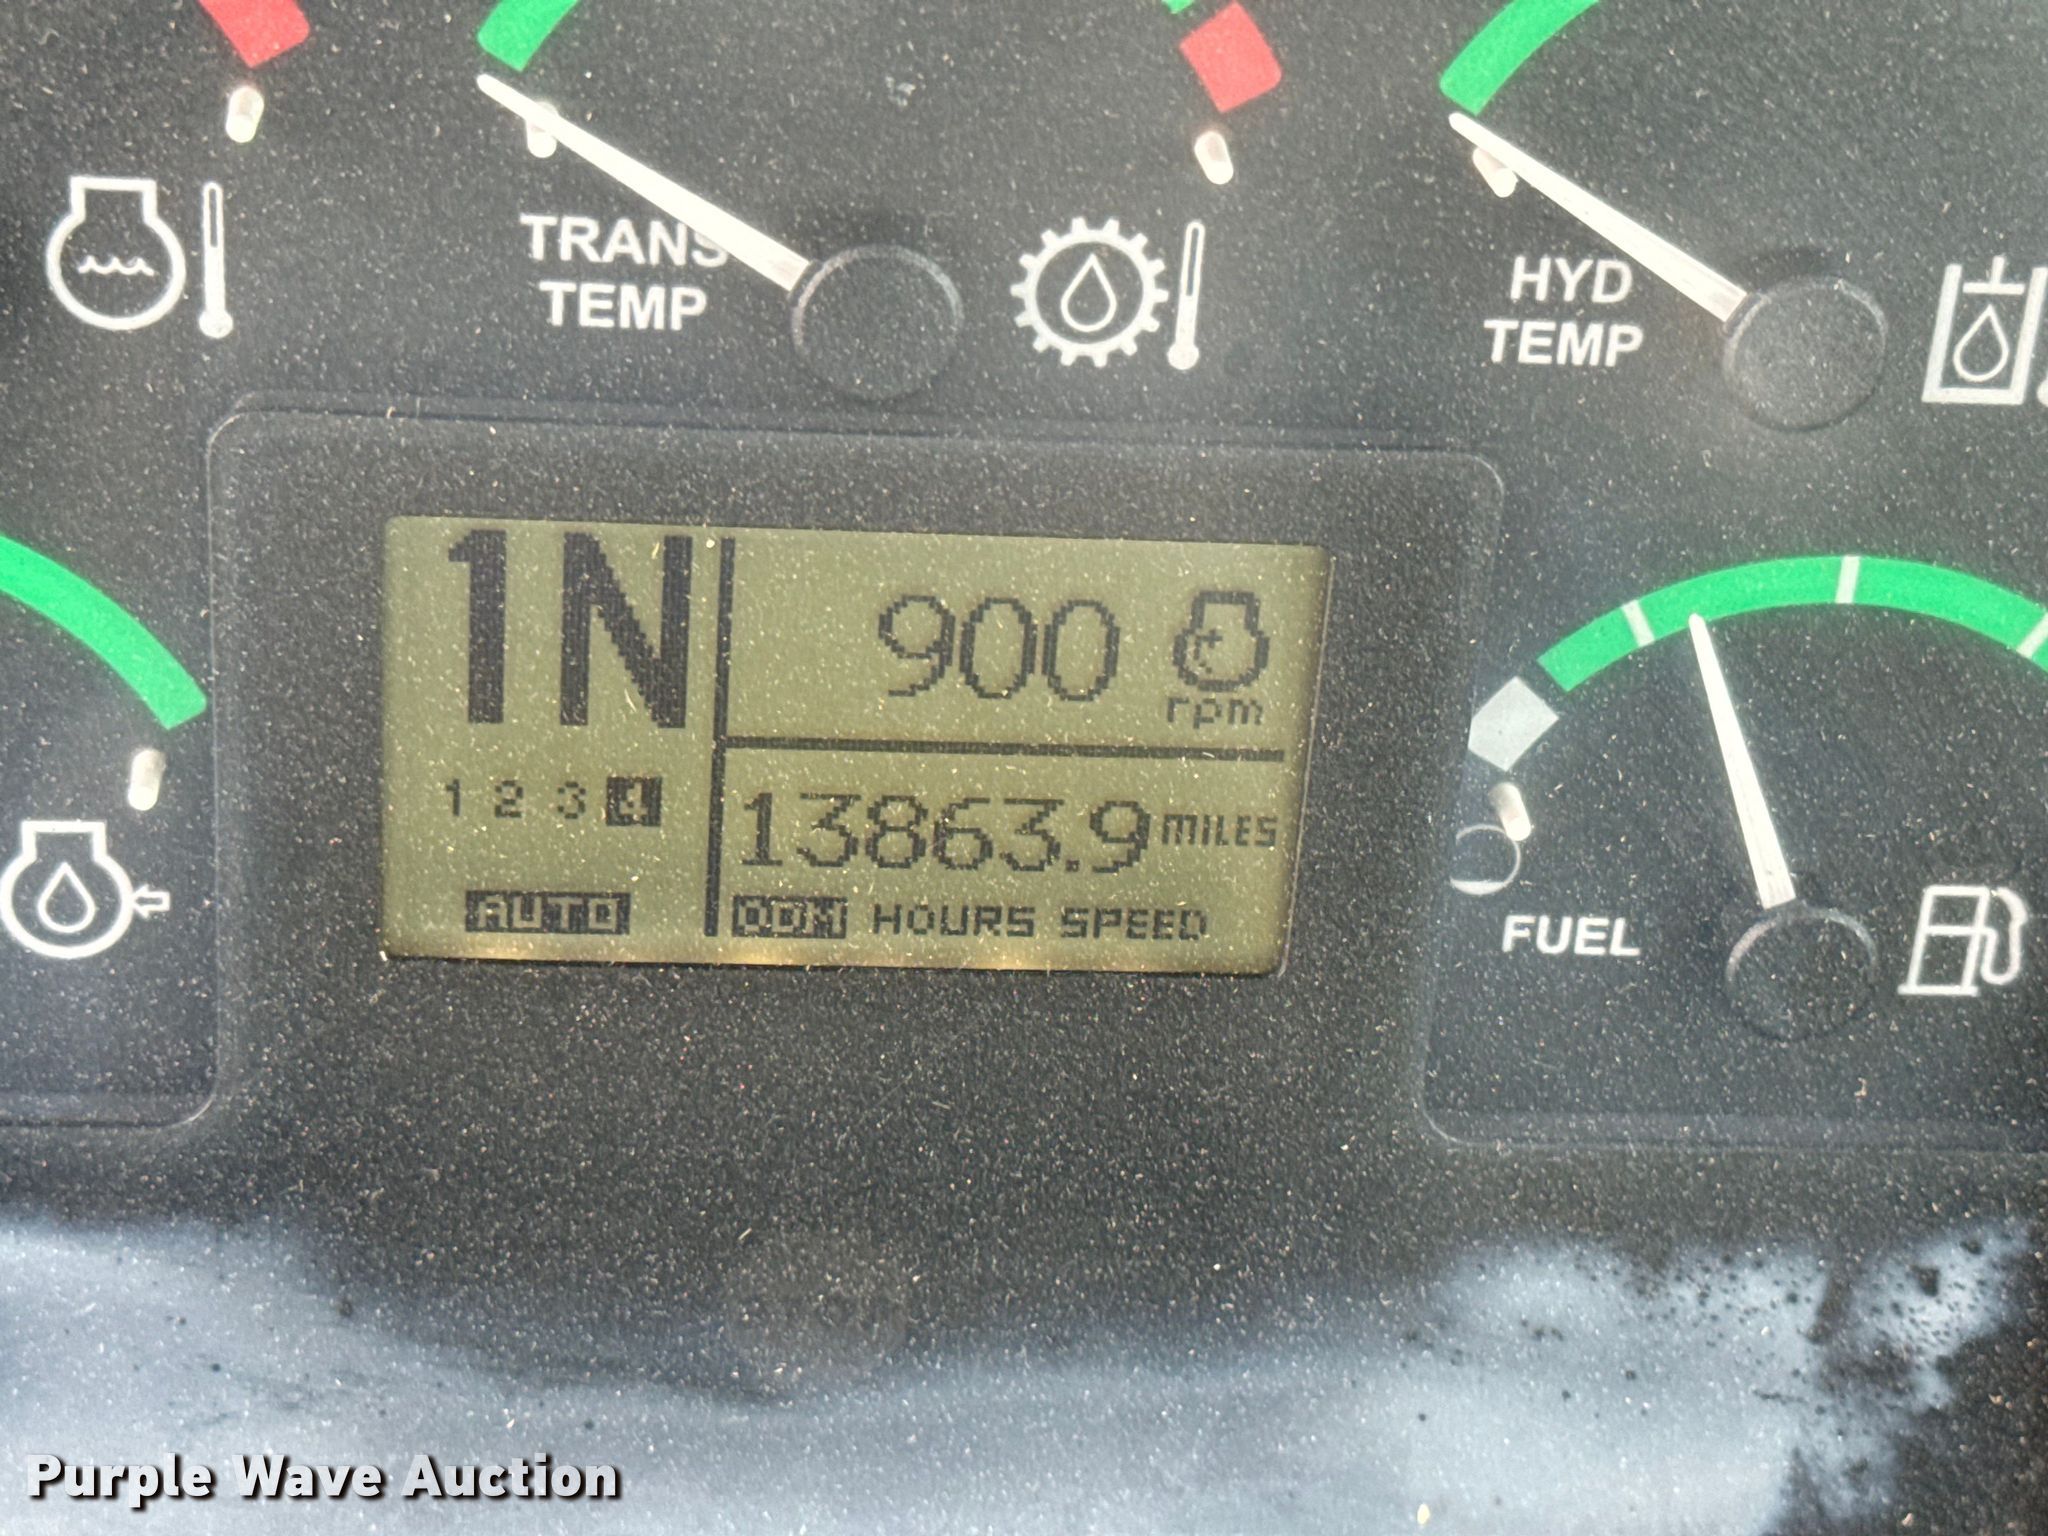 TRANS
TEMP
HYD
TEMP
1N
900
rpm
1 2 3 4
13863.9 MILES
AUTO
ODM HOURS SPEED
FUEL
Purple Wave Auction